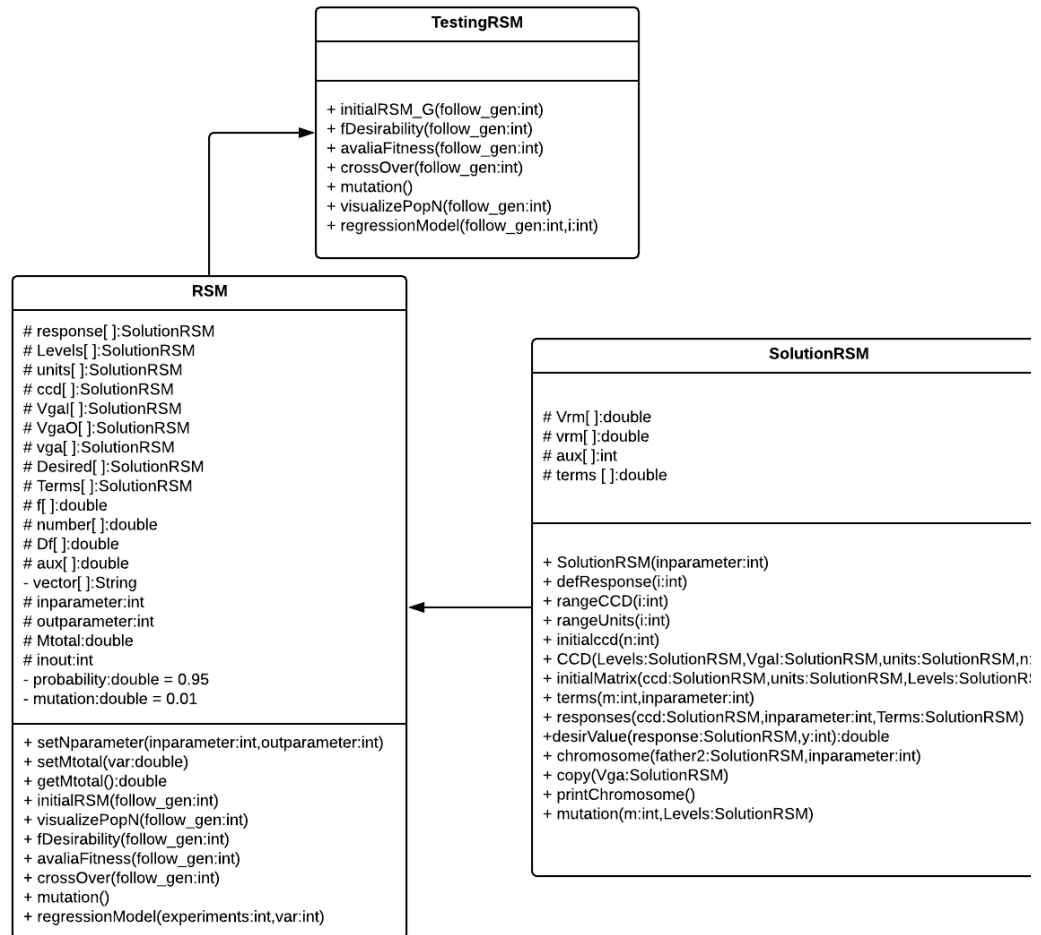 TestingRSM
+ initialRSM_G(follow_gen:int)
+ fDesirability(follow_gen:int)
+ avaliaFitness(follow_gen:int)
+ crossOver(follow_gen:int)
+ mutation()
+ visualizePopN(follow_gen:int)
+ regressionModel(follow_gen:int,i:int)
RSM
# response[ ]:SolutionRSM
# Levels[ ]:SolutionRSM
# units[ ]:SolutionRSM
# ccd[ ]:SolutionRSM
# VgaI[ ]:SolutionRSM
# VgaO[ ]:SolutionRSM
# vga[ ]:SolutionRSM
# Desired[ ]:SolutionRSM
# Terms[ ]:SolutionRSM
# f[ ]:double
# number[ ]:double
# Df[ ]:double
# aux[ ]:double
- vector[ ]:String
# inparameter:int
# outparameter:int
# Mtotal:double
# inout:int
- probability:double = 0.95
- mutation:double = 0.01
+ setNparameter(inparameter:int,outparameter:int)
+ setMtotal(var:double)
+ getMtotal():double
+ initialRSM(follow_gen:int)
+ visualizePopN(follow_gen:int)
+ fDesirability(follow_gen:int)
+ avaliaFitness(follow_gen:int)
+ crossOver(follow_gen:int)
+ mutation()
+ regressionModel(experiments:int,var:int)
SolutionRSM
# Vrm[ ]:double
# vrm[ ]:double
# aux[ ]:int
# terms [ ]:double
+ SolutionRSM(inparameter:int)
+ defResponse(i:int)
+ rangeCCD(i:int)
+ rangeUnits(i:int)
+ initialccd(n:int)
+ CCD(Levels:SolutionRSM,VgaI:SolutionRSM,units:SolutionRSM,n:
+ initialMatrix(ccd:SolutionRSM,units:SolutionRSM,Levels:SolutionRS
+ terms(m:int,inparameter:int)
+ responses(ccd:SolutionRSM,inparameter:int,Terms:SolutionRSM)
+desirValue(response:SolutionRSM,y:int):double
+ chromosome(father2:SolutionRSM,inparameter:int)
+ copy(Vga:SolutionRSM)
+ printChromosome()
+ mutation(m:int,Levels:SolutionRSM)